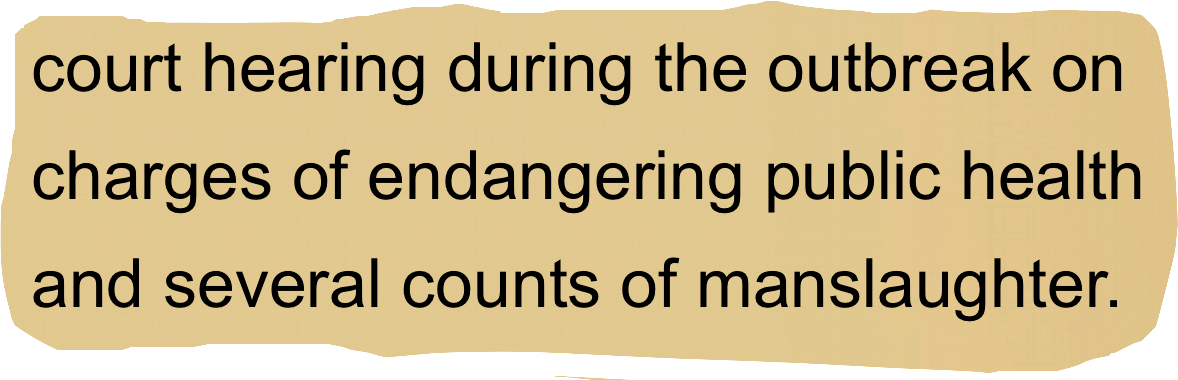 court hearing during the outbreak on
charges of endangering public health
and several counts of manslaughter.